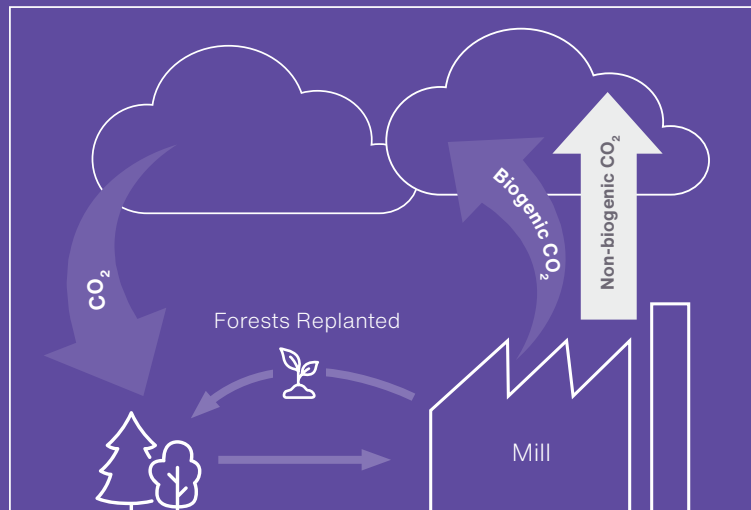 CO₂
Biogenic CO₂
Non-biogenic CO₂
Forests Replanted
Mill